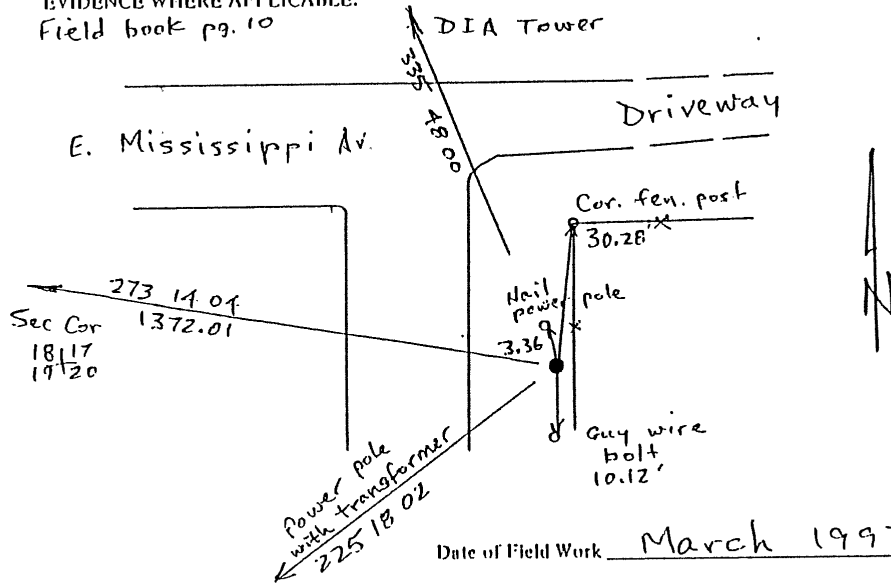 EVIDENCE WHERE APPLICABLE.
Field book pg. 10
DIA Tower
335 48 00
Driveway
E. Mississippi Av.
Cor. fen. post
30.28'
273 14 04
1372.01
Nail
power pole
3.36
Sec Cor
18 17
19 20
Guy wire
bolt
10.12'
Power pole
with transformer
225 18 02
N
Date of Field Work March